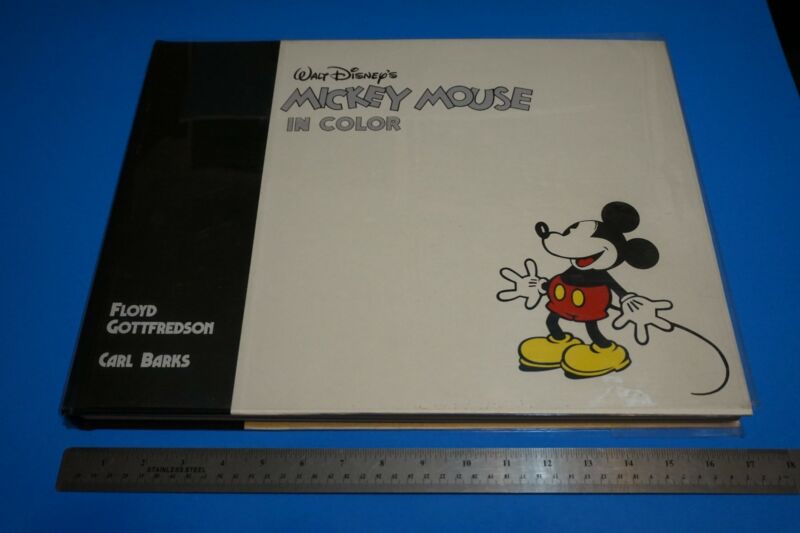 WALT DISNEY'S
MICKEY MOUSE
IN COLOR
FLOYD
GOTTFREDSON
CARL BARKS
1 2 3 4 5 6 7 8 9 10 11 12 13 14 15 16 17 18
STAINLESS STEEL